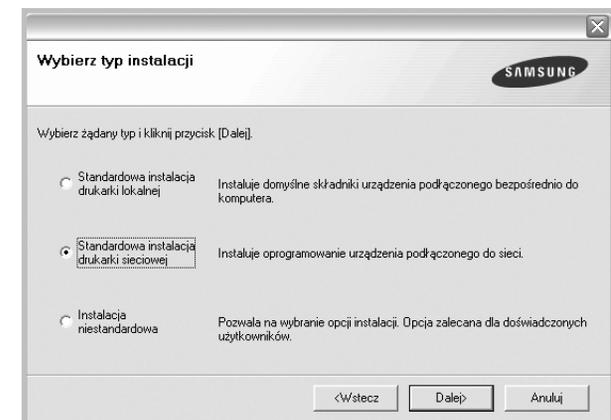 Wybierz typ instalacji
SAMSUNG
Wybierz żądany typ i kliknij przycisk [Dalej].
Standardowa instalacja
drukarki lokalnej
Instaluje domyślne składniki urządzenia podłączonego bezpośrednio do
komputera.
Standardowa instalacja
drukarki sieciowej
Instaluje oprogramowanie urządzenia podłączonego do sieci.
Instalacja
niestandardowa
Pozwala na wybranie opcji instalacji. Opcja zalecana dla doświadczonych
użytkowników.
<Wstecz
Dalej>
Anuluj